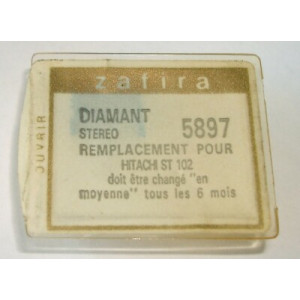 zafira
OUVRIR
DIAMANT
STEREO 5897
REMPLACEMENT POUR
HITACHI ST 102
doit être changé "en
moyenne" tous les 6 mois